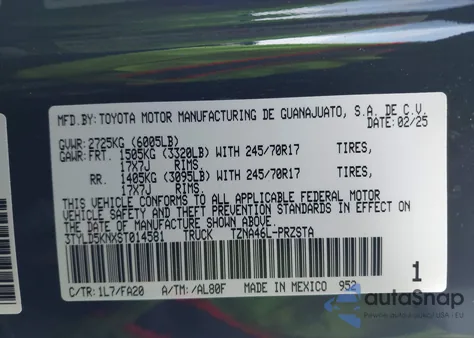 MFD.BY: TOYOTA MOTOR MANUFACTURING DE GUANAJUATO, S.A. DE C.V.
DATE: 02/25
GVWR: 2725KG (6005LB)
GAWR: FRT. 1505KG (3320LB) WITH 245/70R17 TIRES,
17X7J RIMS.
RR. 1405KG (3095LB) WITH 245/70R17 TIRES,
17X7J RIMS.
THIS VEHICLE CONFORMS TO ALL APPLICABLE FEDERAL MOTOR
VEHICLE SAFETY AND THEFT PREVENTION STANDARDS IN EFFECT ON
THE DATE OF MANUFACTURE SHOWN ABOVE.
3TYLD5KNXST014501 TRUCK TZNA46L-PRZSTA
1
C/TR: 1L7/FA20 A/TM: /AL80F MADE IN MEXICO 952
autoSnap